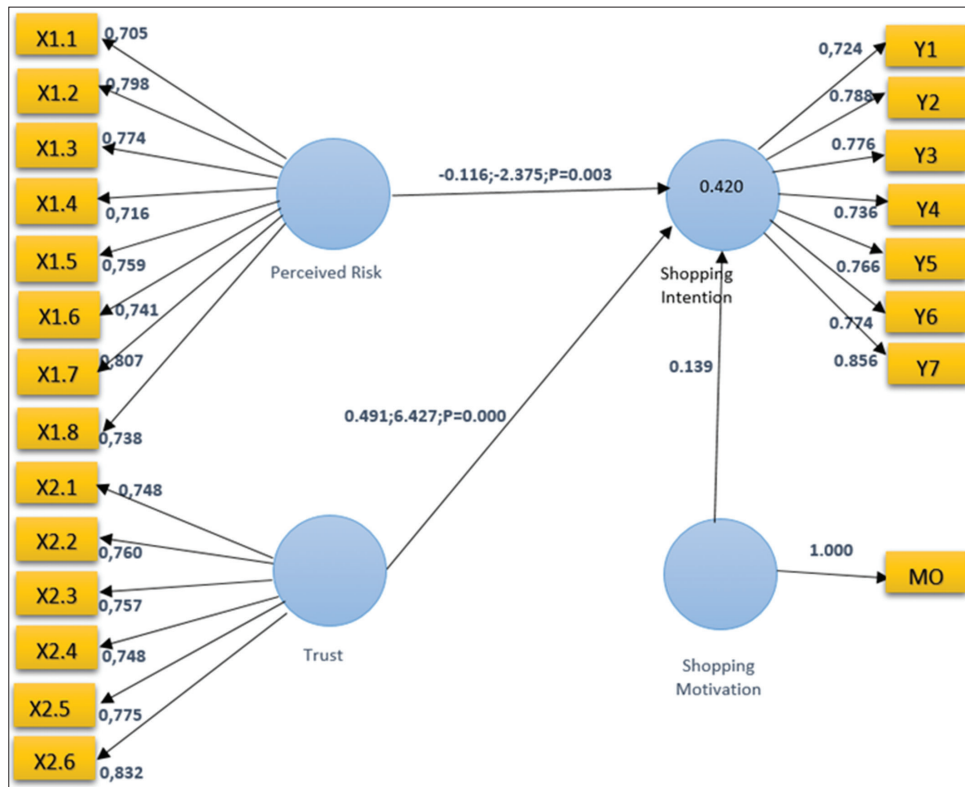 X1.1
0,705
X1.2
0,798
X1.3
0,774
X1.4
0,716
X1.5
0,759
X1.6
0,741
X1.7
0,807
X1.8
0,738
X2.1
0,748
X2.2
0,760
X2.3
0,757
X2.4
0,748
X2.5
0,775
X2.6
0,832
Perceived Risk
Trust
-0.116;-2.375;P=0.003
0.491;6.427;P=0.000
0.420
Shopping
Intention
0.139
Shopping
Motivation
1.000
MO
0,724
Y1
0.788
Y2
0.776
Y3
0.736
Y4
0.766
Y5
0.774
Y6
0.856
Y7